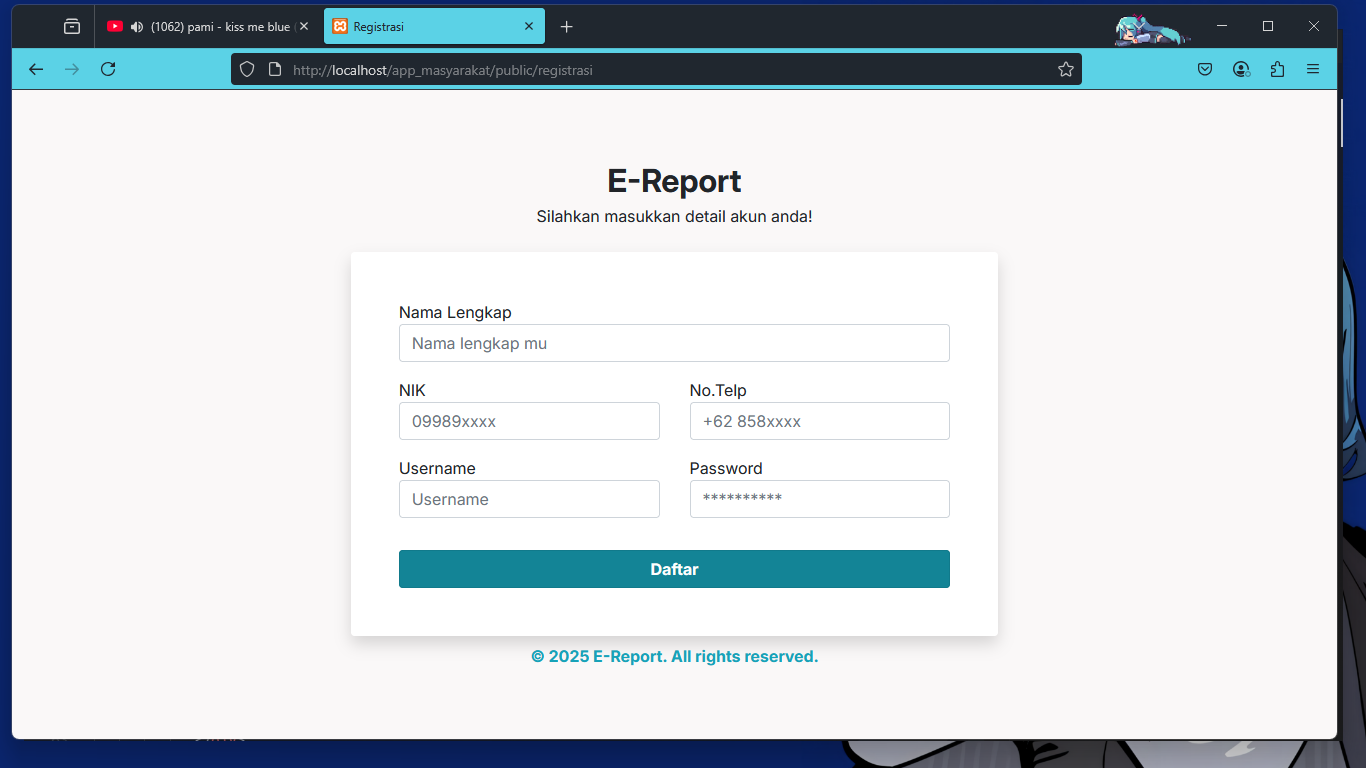 (1062) pami - kiss me blue
Registrasi
http://localhost/app_masyarakat/public/registrasi
E-Report
Silahkan masukkan detail akun anda!
Nama Lengkap
Nama lengkap mu
NIK No.Telp
09989xxxx +62 858xxxx
Username Password
Username **********
Daftar
© 2025 E-Report. All rights reserved.